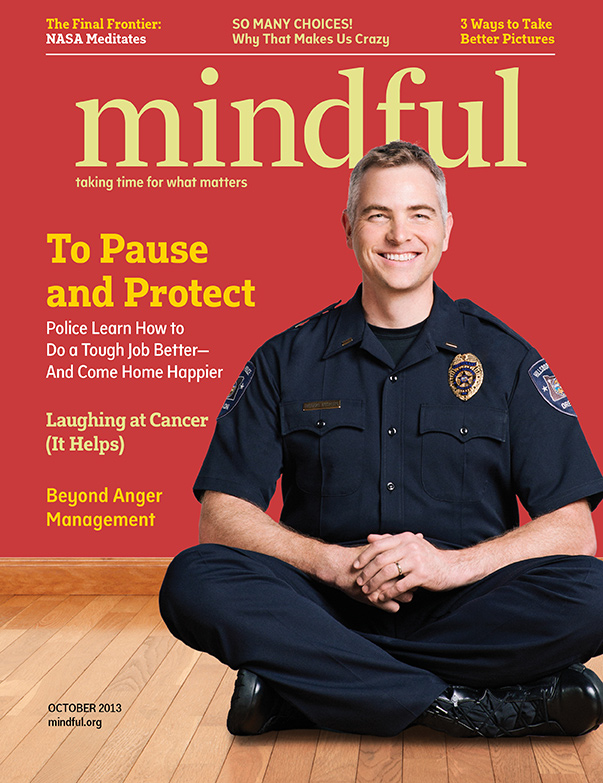 The Final Frontier:
NASA Meditates
SO MANY CHOICES!
Why That Makes Us Crazy
3 Ways to Take
Better Pictures
mindful
taking time for what matters
To Pause
and Protect
Police Learn How to
Do a Tough Job Better—
And Come Home Happier
Laughing at Cancer
(It Helps)
Beyond Anger
Management
OCTOBER 2013
mindful.org